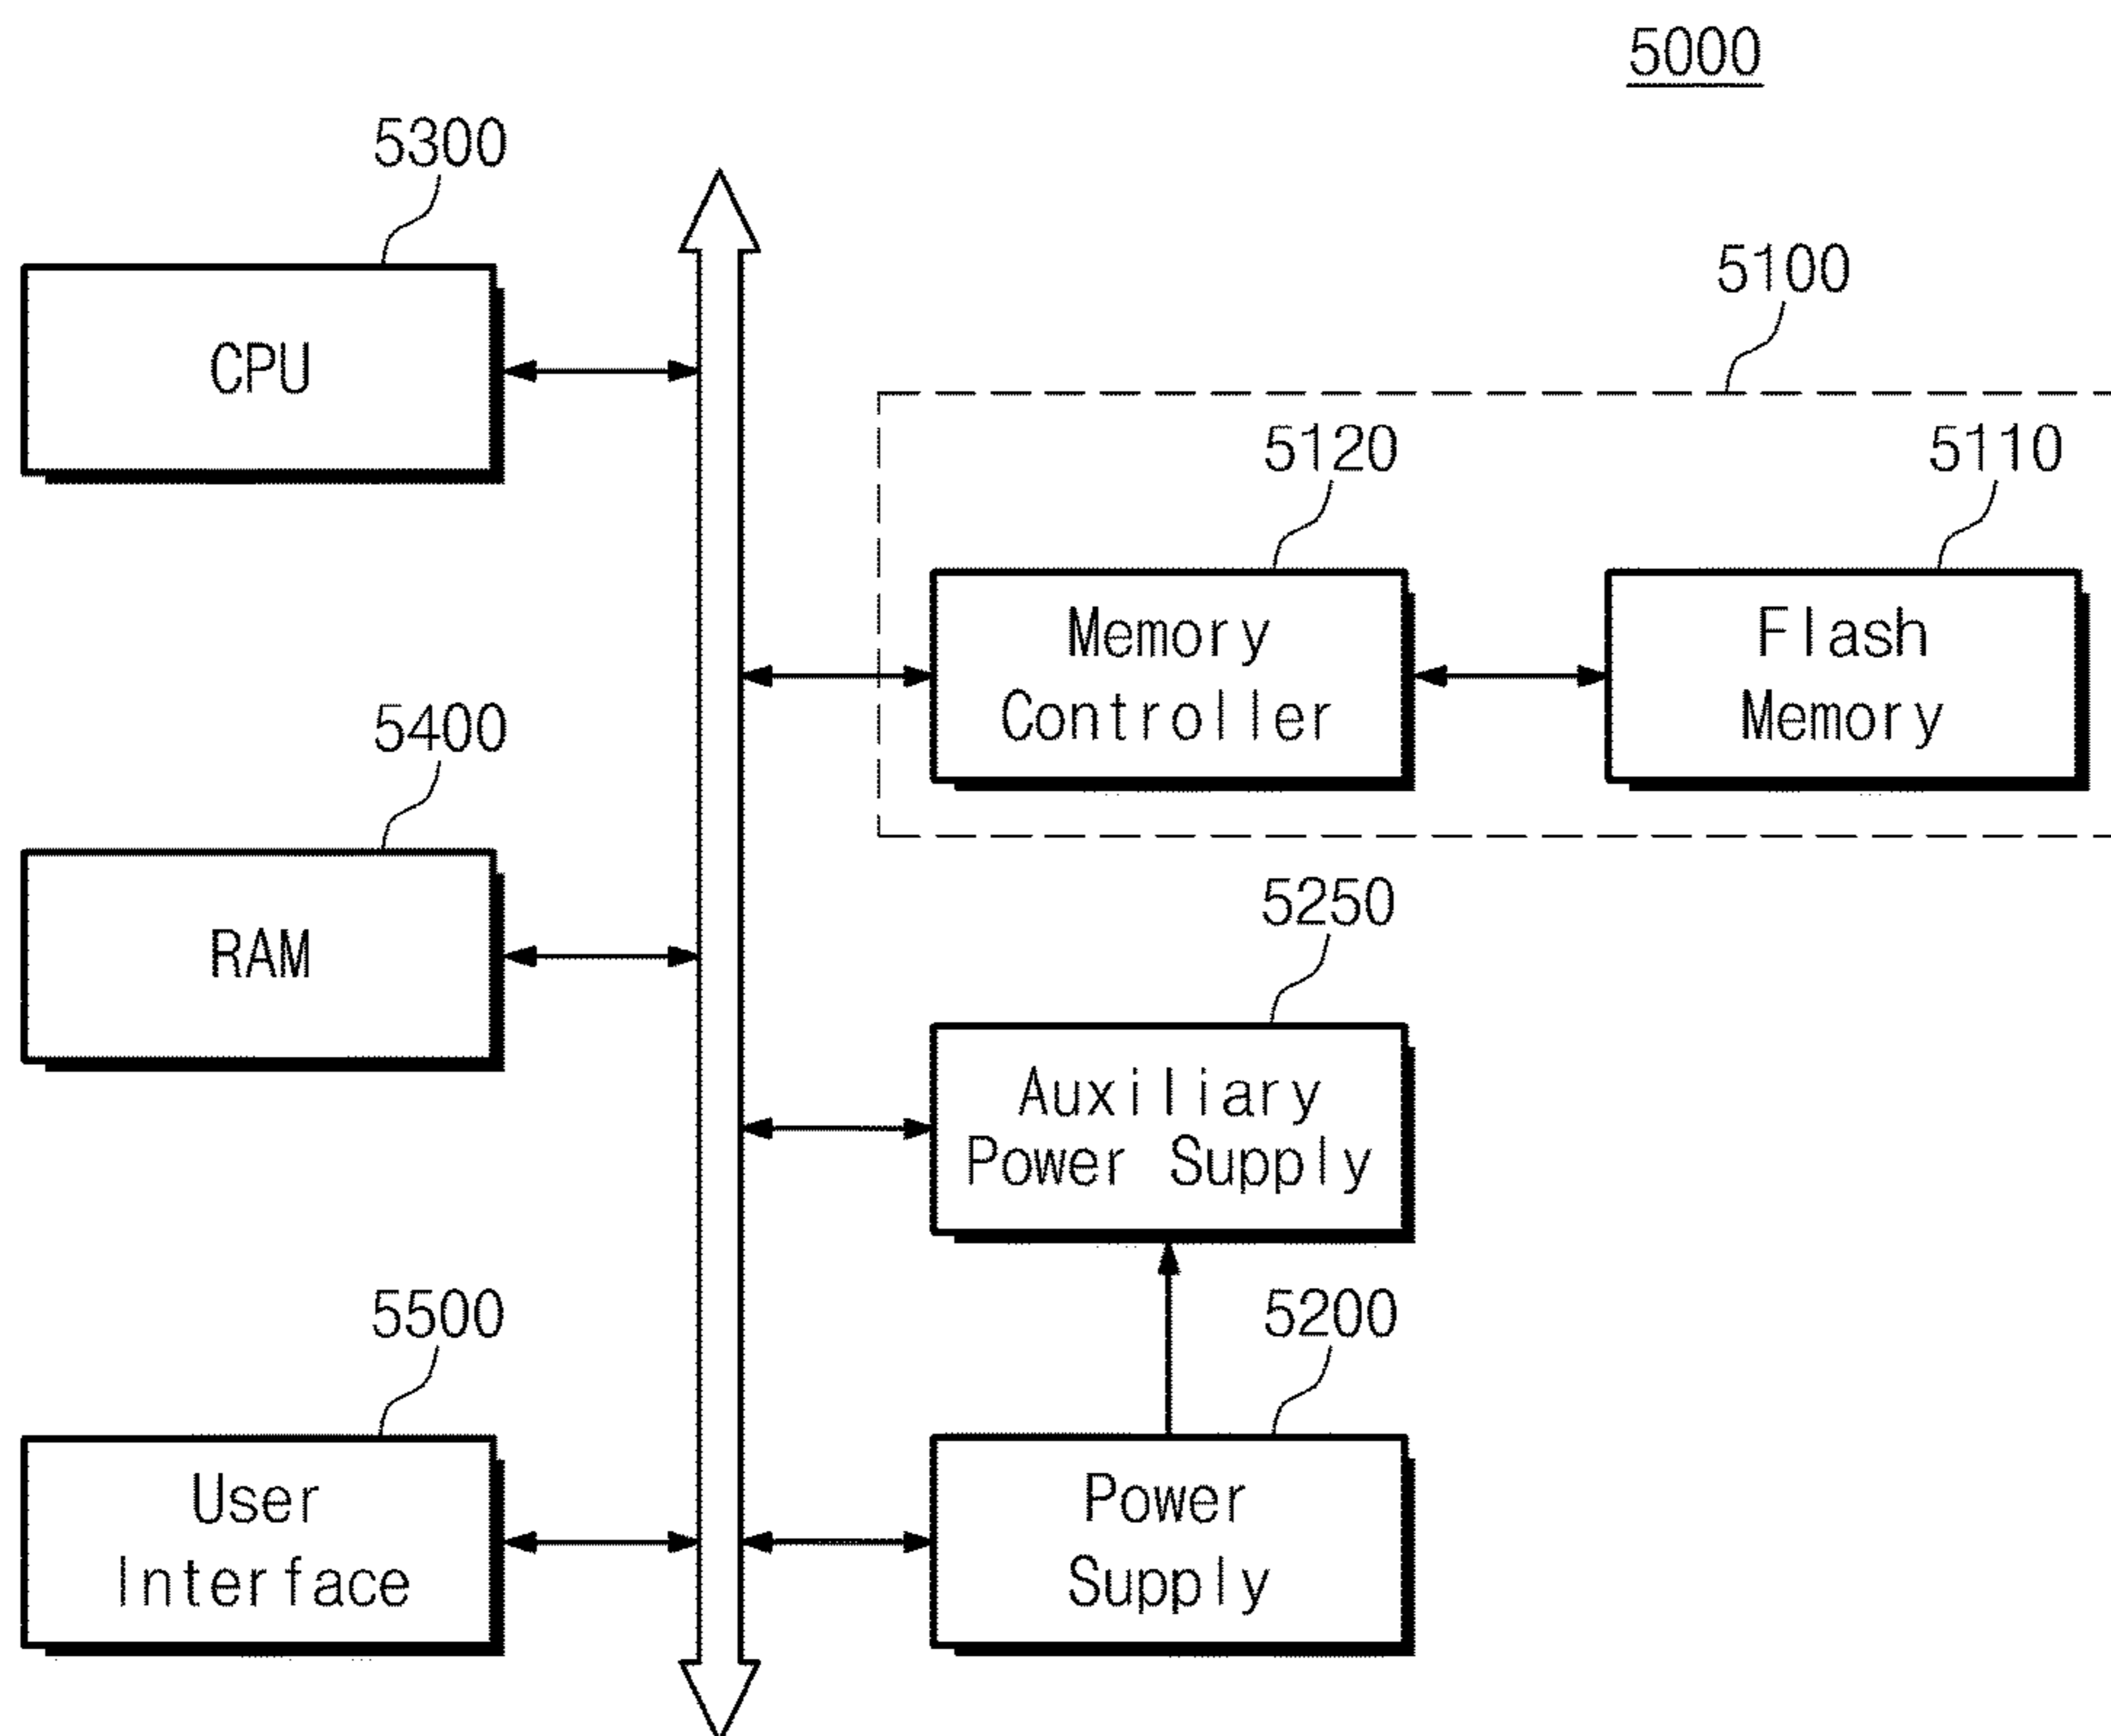 5000
5300
CPU
5100
5120
5110
Memory
Controller
Flash
Memory
5400
RAM
5250
Auxiliary
Power Supply
5500
User
Interface
5200
Power
Supply